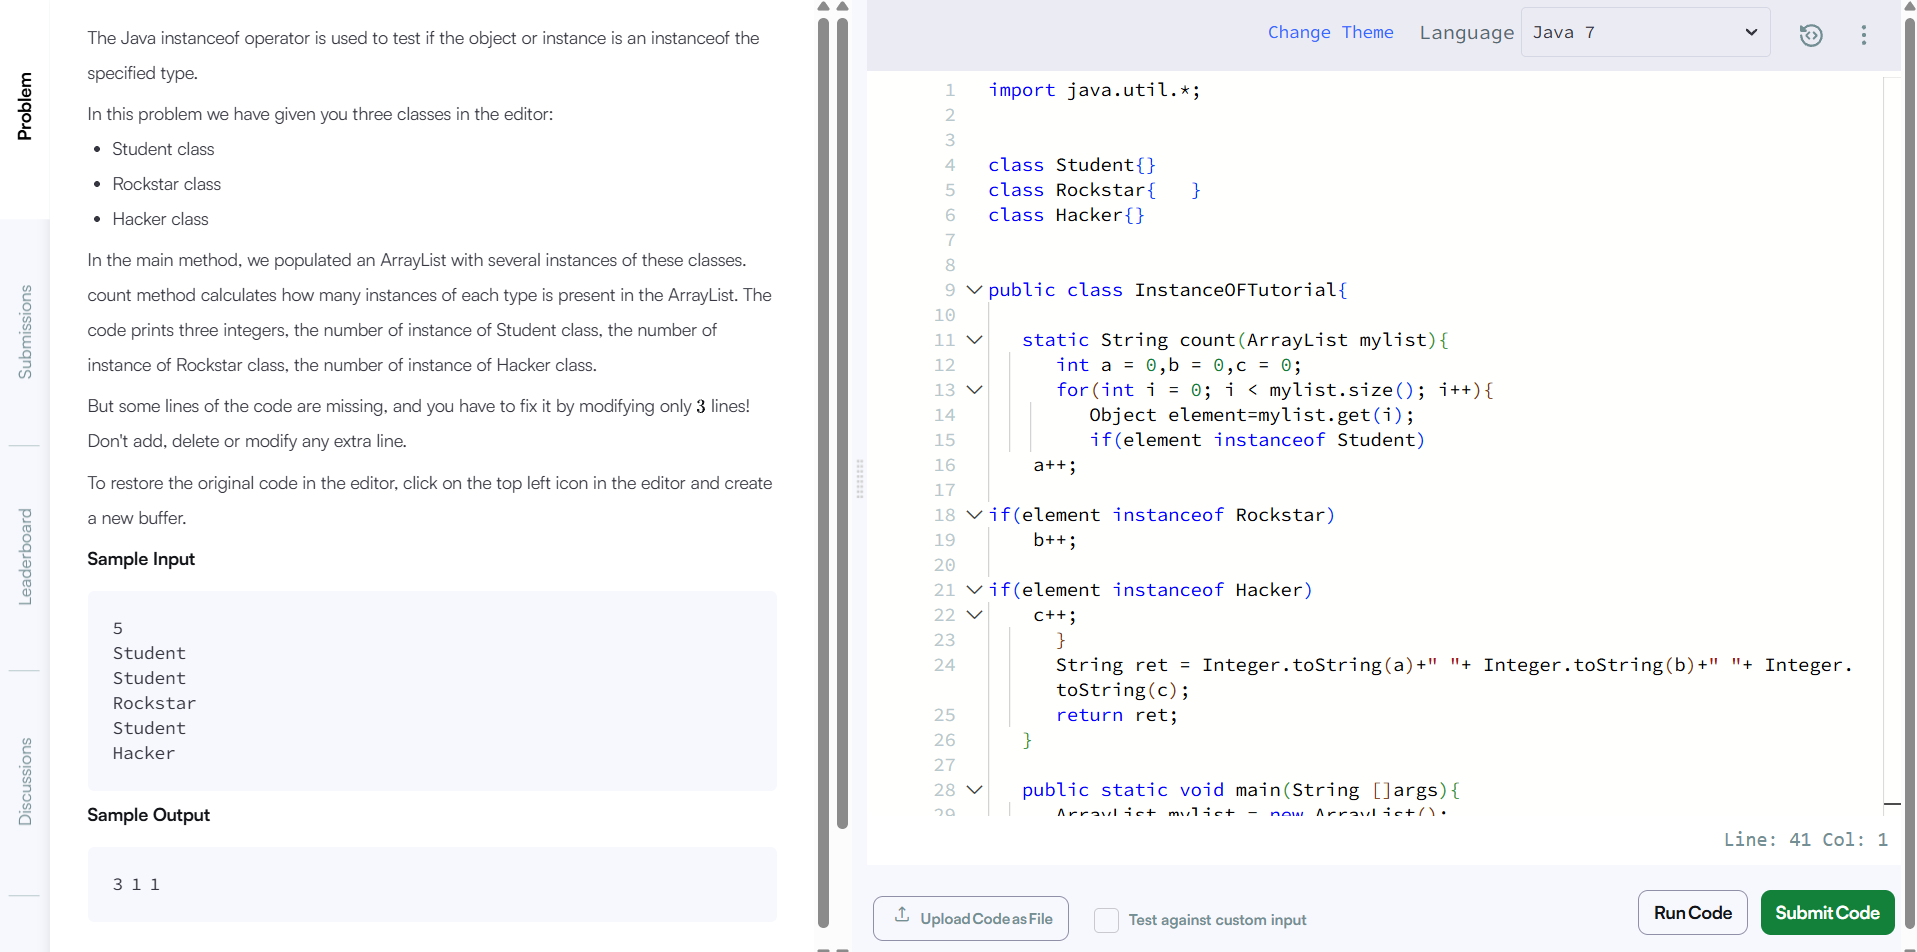 Problem
Submissions
Leaderboard
Discussions
The Java instanceof operator is used to test if the object or instance is an instanceof the
specified type.
In this problem we have given you three classes in the editor:
• Student class
• Rockstar class
• Hacker class
In the main method, we populated an ArrayList with several instances of these classes.
count method calculates how many instances of each type is present in the ArrayList. The
code prints three integers, the number of instance of Student class, the number of
instance of Rockstar class, the number of instance of Hacker class.
But some lines of the code are missing, and you have to fix it by modifying only 3 lines!
Don't add, delete or modify any extra line.
To restore the original code in the editor, click on the top left icon in the editor and create
a new buffer.
Sample Input
5
Student
Student
Rockstar
Student
Hacker
Sample Output
3 1 1
Change Theme Language Java 7
1 import java.util.*;
2
3
4 class Student{}
5 class Rockstar{   }
6 class Hacker{}
7
8
9 public class InstanceOFTutorial{
10
11    static String count(ArrayList mylist){
12       int a = 0,b = 0,c = 0;
13       for(int i = 0; i < mylist.size(); i++){
14          Object element=mylist.get(i);
15          if(element instanceof Student)
16     a++;
17
18 if(element instanceof Rockstar)
19     b++;
20
21 if(element instanceof Hacker)
22     c++;
23       }
24       String ret = Integer.toString(a)+" "+ Integer.toString(b)+" "+ Integer.
toString(c);
25       return ret;
26    }
27
28    public static void main(String []args){
29       ArrayList mylist = new ArrayList();
Line: 41 Col: 1
Upload Code as File
Test against custom input
Run Code
Submit Code